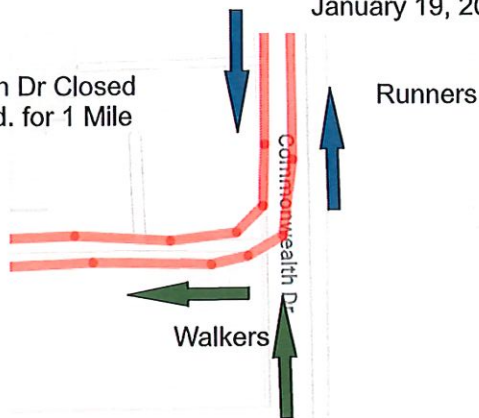 January 19, 20
n Dr Closed
d. for 1 Mile
Runners
Commonwealth Dr
Walkers